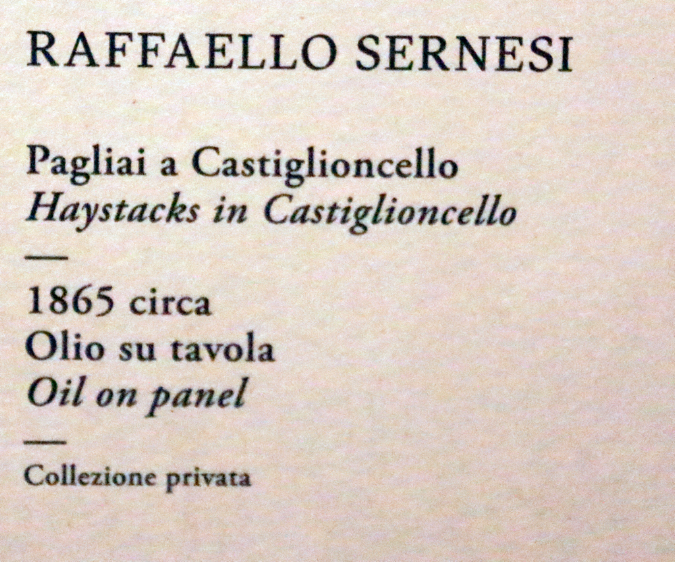 RAFFAELLO SERNESI
Pagliai a Castiglioncello
Haystacks in Castiglioncello
1865 circa
Olio su tavola
Oil on panel
Collezione privata